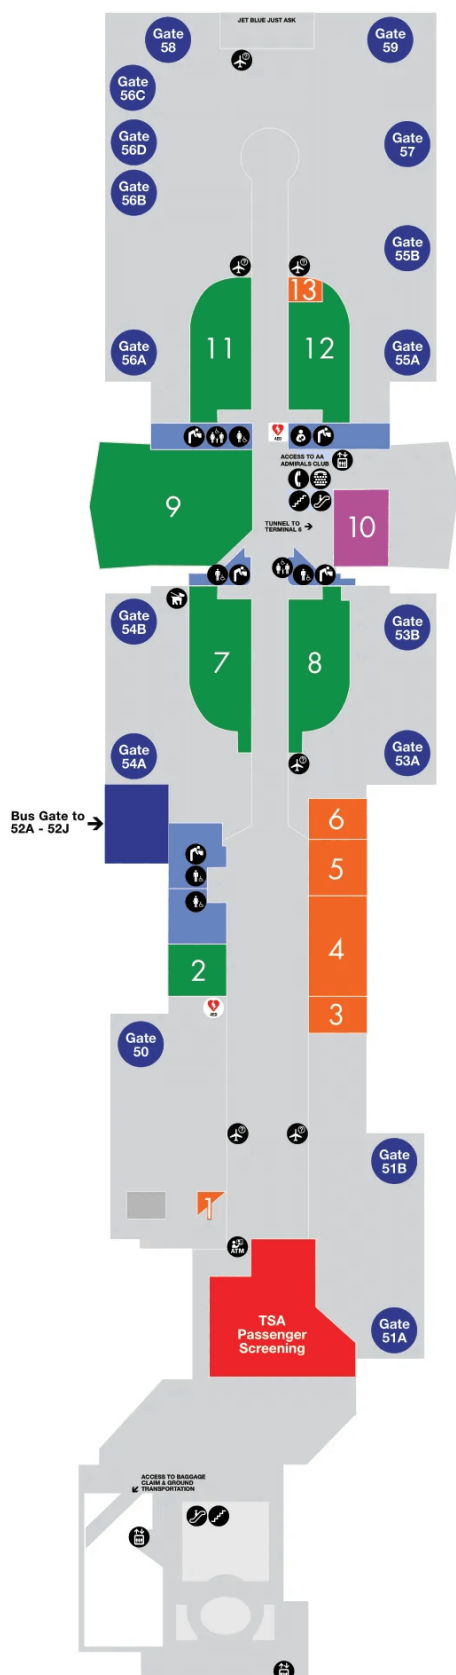 JET BLUE JUST ASK
Gate
58
Gate
59
Gate
56C
Gate
56D
Gate
57
Gate
56B
Gate
55B
13
Gate
56A
11
12
Gate
55A
AED
ACCESS TO AA
ADMIRALS CLUB
9
10
TUNNEL TO
TERMINAL 6
Gate
54B
Gate
53B
7
8
Gate
54A
Gate
53A
Bus Gate to
52A - 52J
6
5
4
2
3
AED
Gate
50
Gate
51B
1
ATM
TSA
Passenger
Screening
Gate
51A
ACCESS TO BAGGAGE
CLAIM & GROUND
TRANSPORTATION